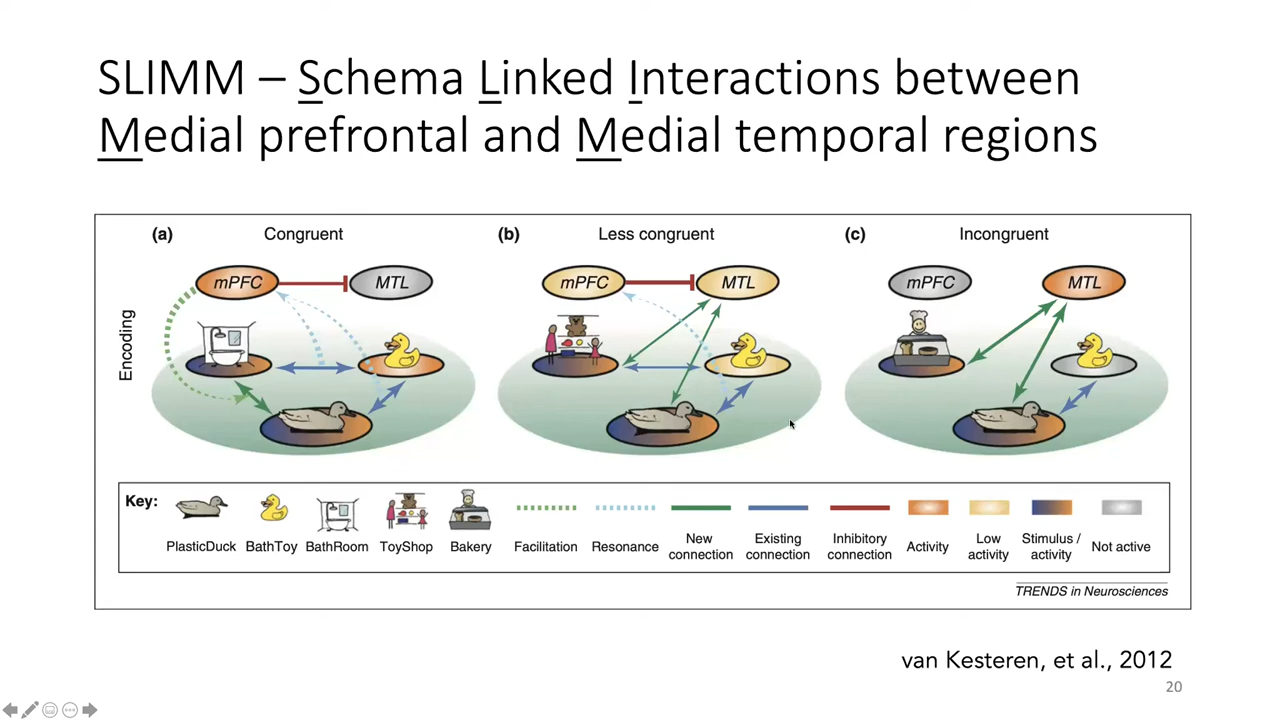 SLIMM – Schema Linked Interactions between
Medial prefrontal and Medial temporal regions
(a) Congruent
(b) Less congruent
(c) Incongruent
Encoding
mPFC MTL
mPFC MTL
mPFC MTL
Key:
PlasticDuck BathToy BathRoom ToyShop Bakery Facilitation Resonance New connection Existing connection Inhibitory connection Activity Low activity Stimulus / activity Not active
TRENDS in Neurosciences
van Kesteren, et al., 2012
20